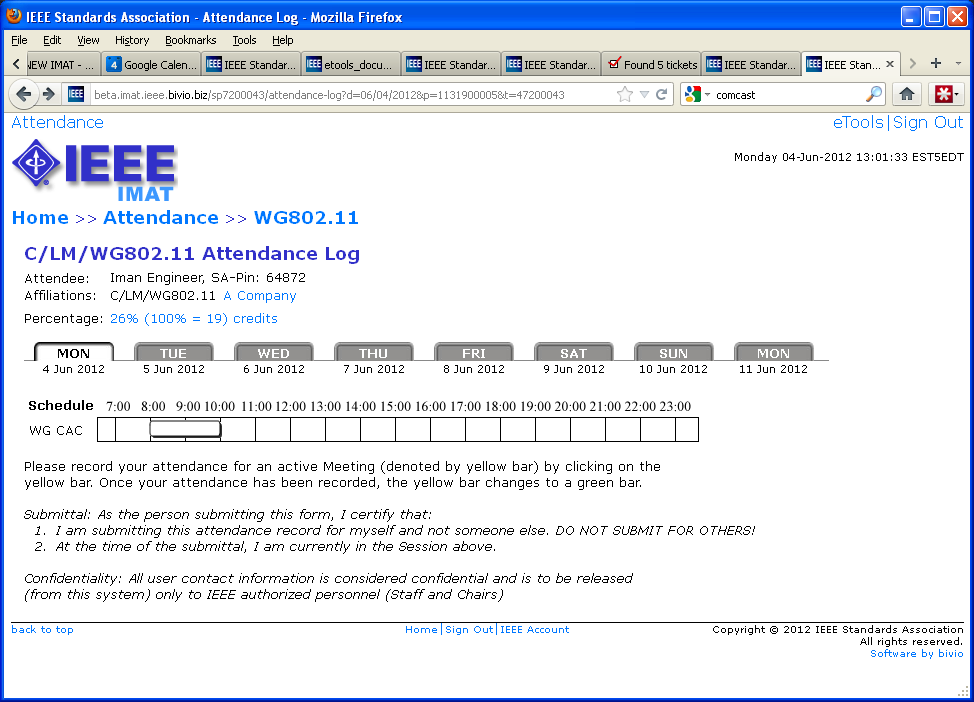 IEEE Standards Association - Attendance Log - Mozilla Firefox
File Edit View History Bookmarks Tools Help
NEW IMAT - ... Google Calen... IEEE Standar... etools_docu... IEEE Standar... IEEE Standar... Found 5 tickets IEEE Standar... IEEE Stan...
beta.imat.ieee.bivio.biz/sp7200043/attendance-log?d=06/04/2012&p=1131900005&t=47200043 comcast
Attendance eTools|Sign Out
IEEE Monday 04-Jun-2012 13:01:33 EST5EDT
IMAT
Home >> Attendance >> WG802.11
C/LM/WG802.11 Attendance Log
Attendee: Iman Engineer, SA-Pin: 64872
Affiliations: C/LM/WG802.11 A Company
Percentage: 26% (100% = 19) credits
MON TUE WED THU FRI SAT SUN MON
4 Jun 2012 5 Jun 2012 6 Jun 2012 7 Jun 2012 8 Jun 2012 9 Jun 2012 10 Jun 2012 11 Jun 2012
Schedule 7:00 8:00 9:00 10:00 11:00 12:00 13:00 14:00 15:00 16:00 17:00 18:00 19:00 20:00 21:00 22:00 23:00
WG CAC
Please record your attendance for an active Meeting (denoted by yellow bar) by clicking on the
yellow bar. Once your attendance has been recorded, the yellow bar changes to a green bar.
Submittal: As the person submitting this form, I certify that:
1. I am submitting this attendance record for myself and not someone else. DO NOT SUBMIT FOR OTHERS!
2. At the time of the submittal, I am currently in the Session above.
Confidentiality: All user contact information is considered confidential and is to be released
(from this system) only to IEEE authorized personnel (Staff and Chairs)
back to top Home|Sign Out|IEEE Account Copyright © 2012 IEEE Standards Association
All rights reserved.
Software by bivio